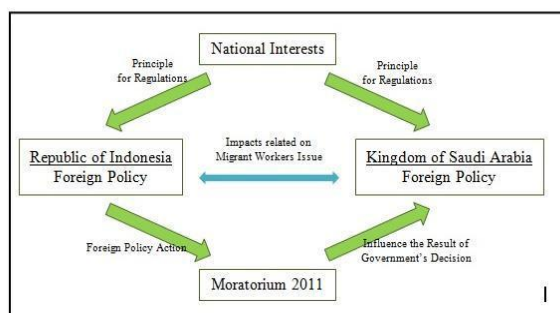 National Interests
Principle
for Regulations
Principle
for Regulations
Republic of Indonesia
Foreign Policy
Impacts related on
Migrant Workers Issue
Kingdom of Saudi Arabia
Foreign Policy
Foreign Policy Action
Influence the Result of
Government's Decision
Moratorium 2011
I